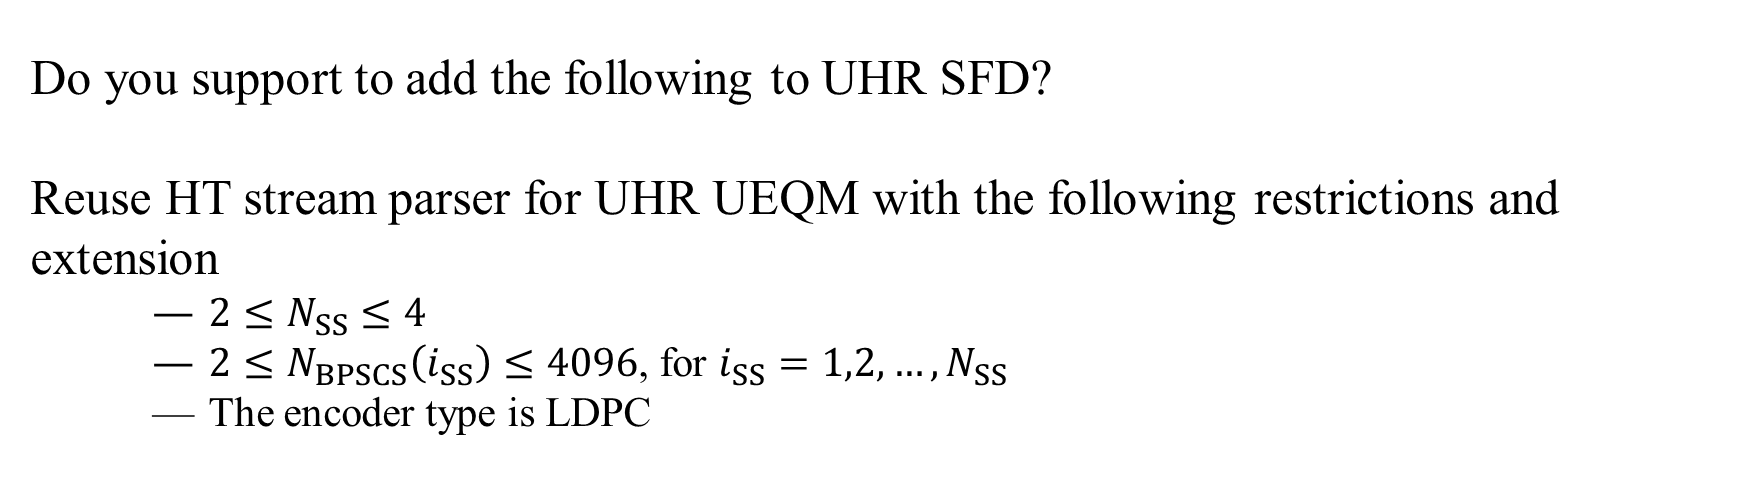 Do you support to add the following to UHR SFD?
Reuse HT stream parser for UHR UEQM with the following restrictions and
extension
— 2 ≤ N_SS ≤ 4
— 2 ≤ N_BPSCS(i_SS) ≤ 4096, for i_SS = 1,2, … , N_SS
— The encoder type is LDPC